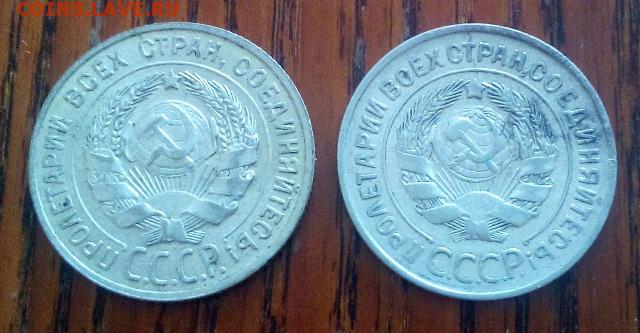 COINS.LAVE.RU
ПРОЛЕТАРИИ ВСЕХ СТРАН, СОЕДИНЯЙТЕСЬ!
С.С.С.Р.
ПРОЛЕТАРИИ ВСЕХ СТРАН, СОЕДИНЯЙТЕСЬ!
С.С.С.Р.